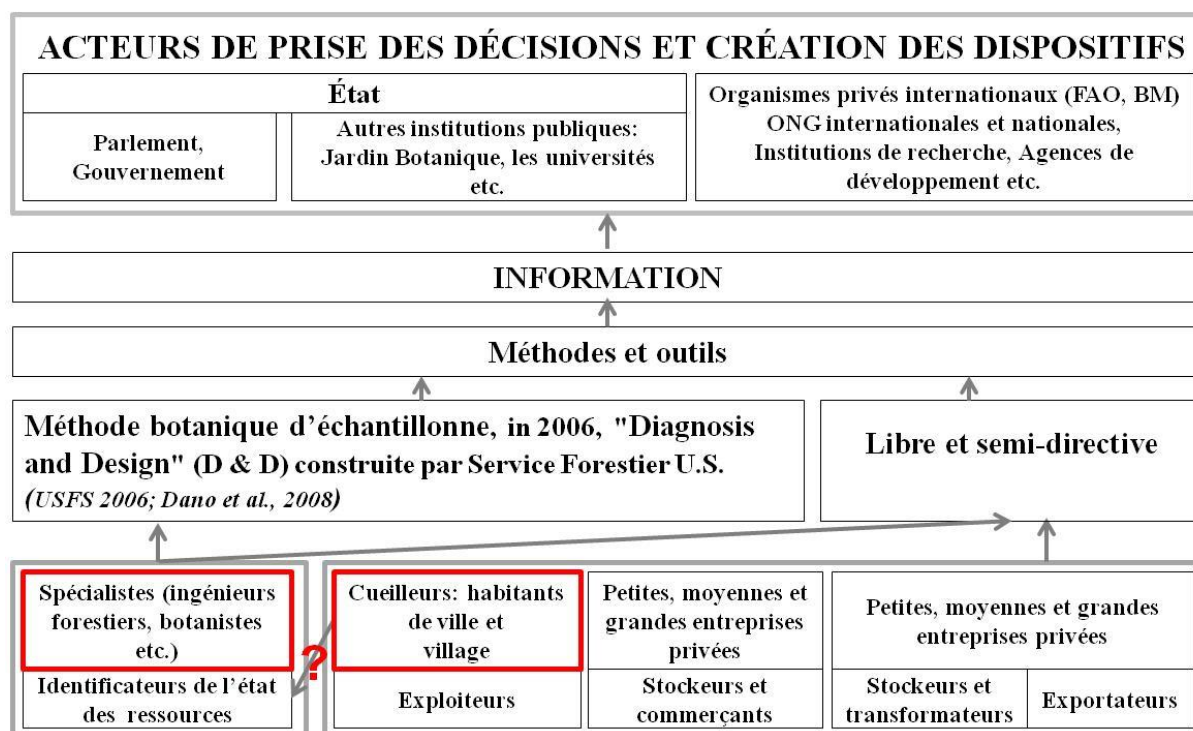 ACTEURS DE PRISE DES DÉCISIONS ET CRÉATION DES DISPOSITIFS
État
Parlement,
Gouvernement
Autres institutions publiques:
Jardin Botanique, les universités
etc.
Organismes privés internationaux (FAO, BM)
ONG internationales et nationales,
Institutions de recherche, Agences de
développement etc.
INFORMATION
Méthodes et outils
Méthode botanique d'échantillonne, in 2006, "Diagnosis
and Design" (D & D) construite par Service Forestier U.S.
(USFS 2006; Dano et al., 2008)
Libre et semi-directive
Spécialistes (ingénieurs
forestiers, botanistes
etc.)
Identificateurs de l'état
des ressources
?
Cueilleurs: habitants
de ville et
village
Exploiteurs
Petites, moyennes et
grandes entreprises
privées
Stockeurs et
commerçants
Petites, moyennes et grandes
entreprises privées
Stockeurs et
transformateurs
Exportateurs